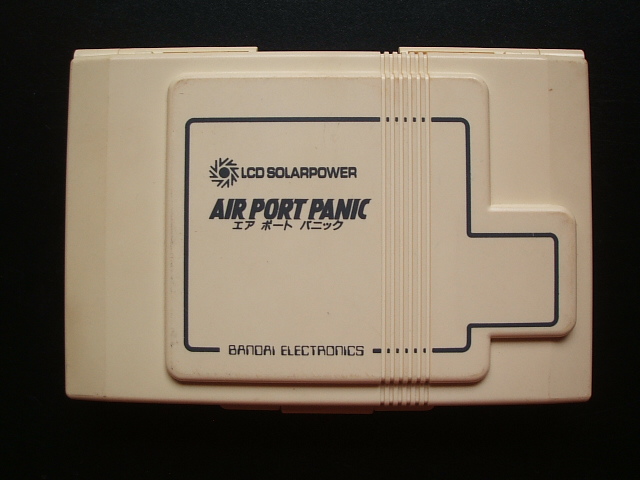 LCD SOLARPOWER
AIR PORT PANIC
エア ポート パニック
BANDAI ELECTRONICS